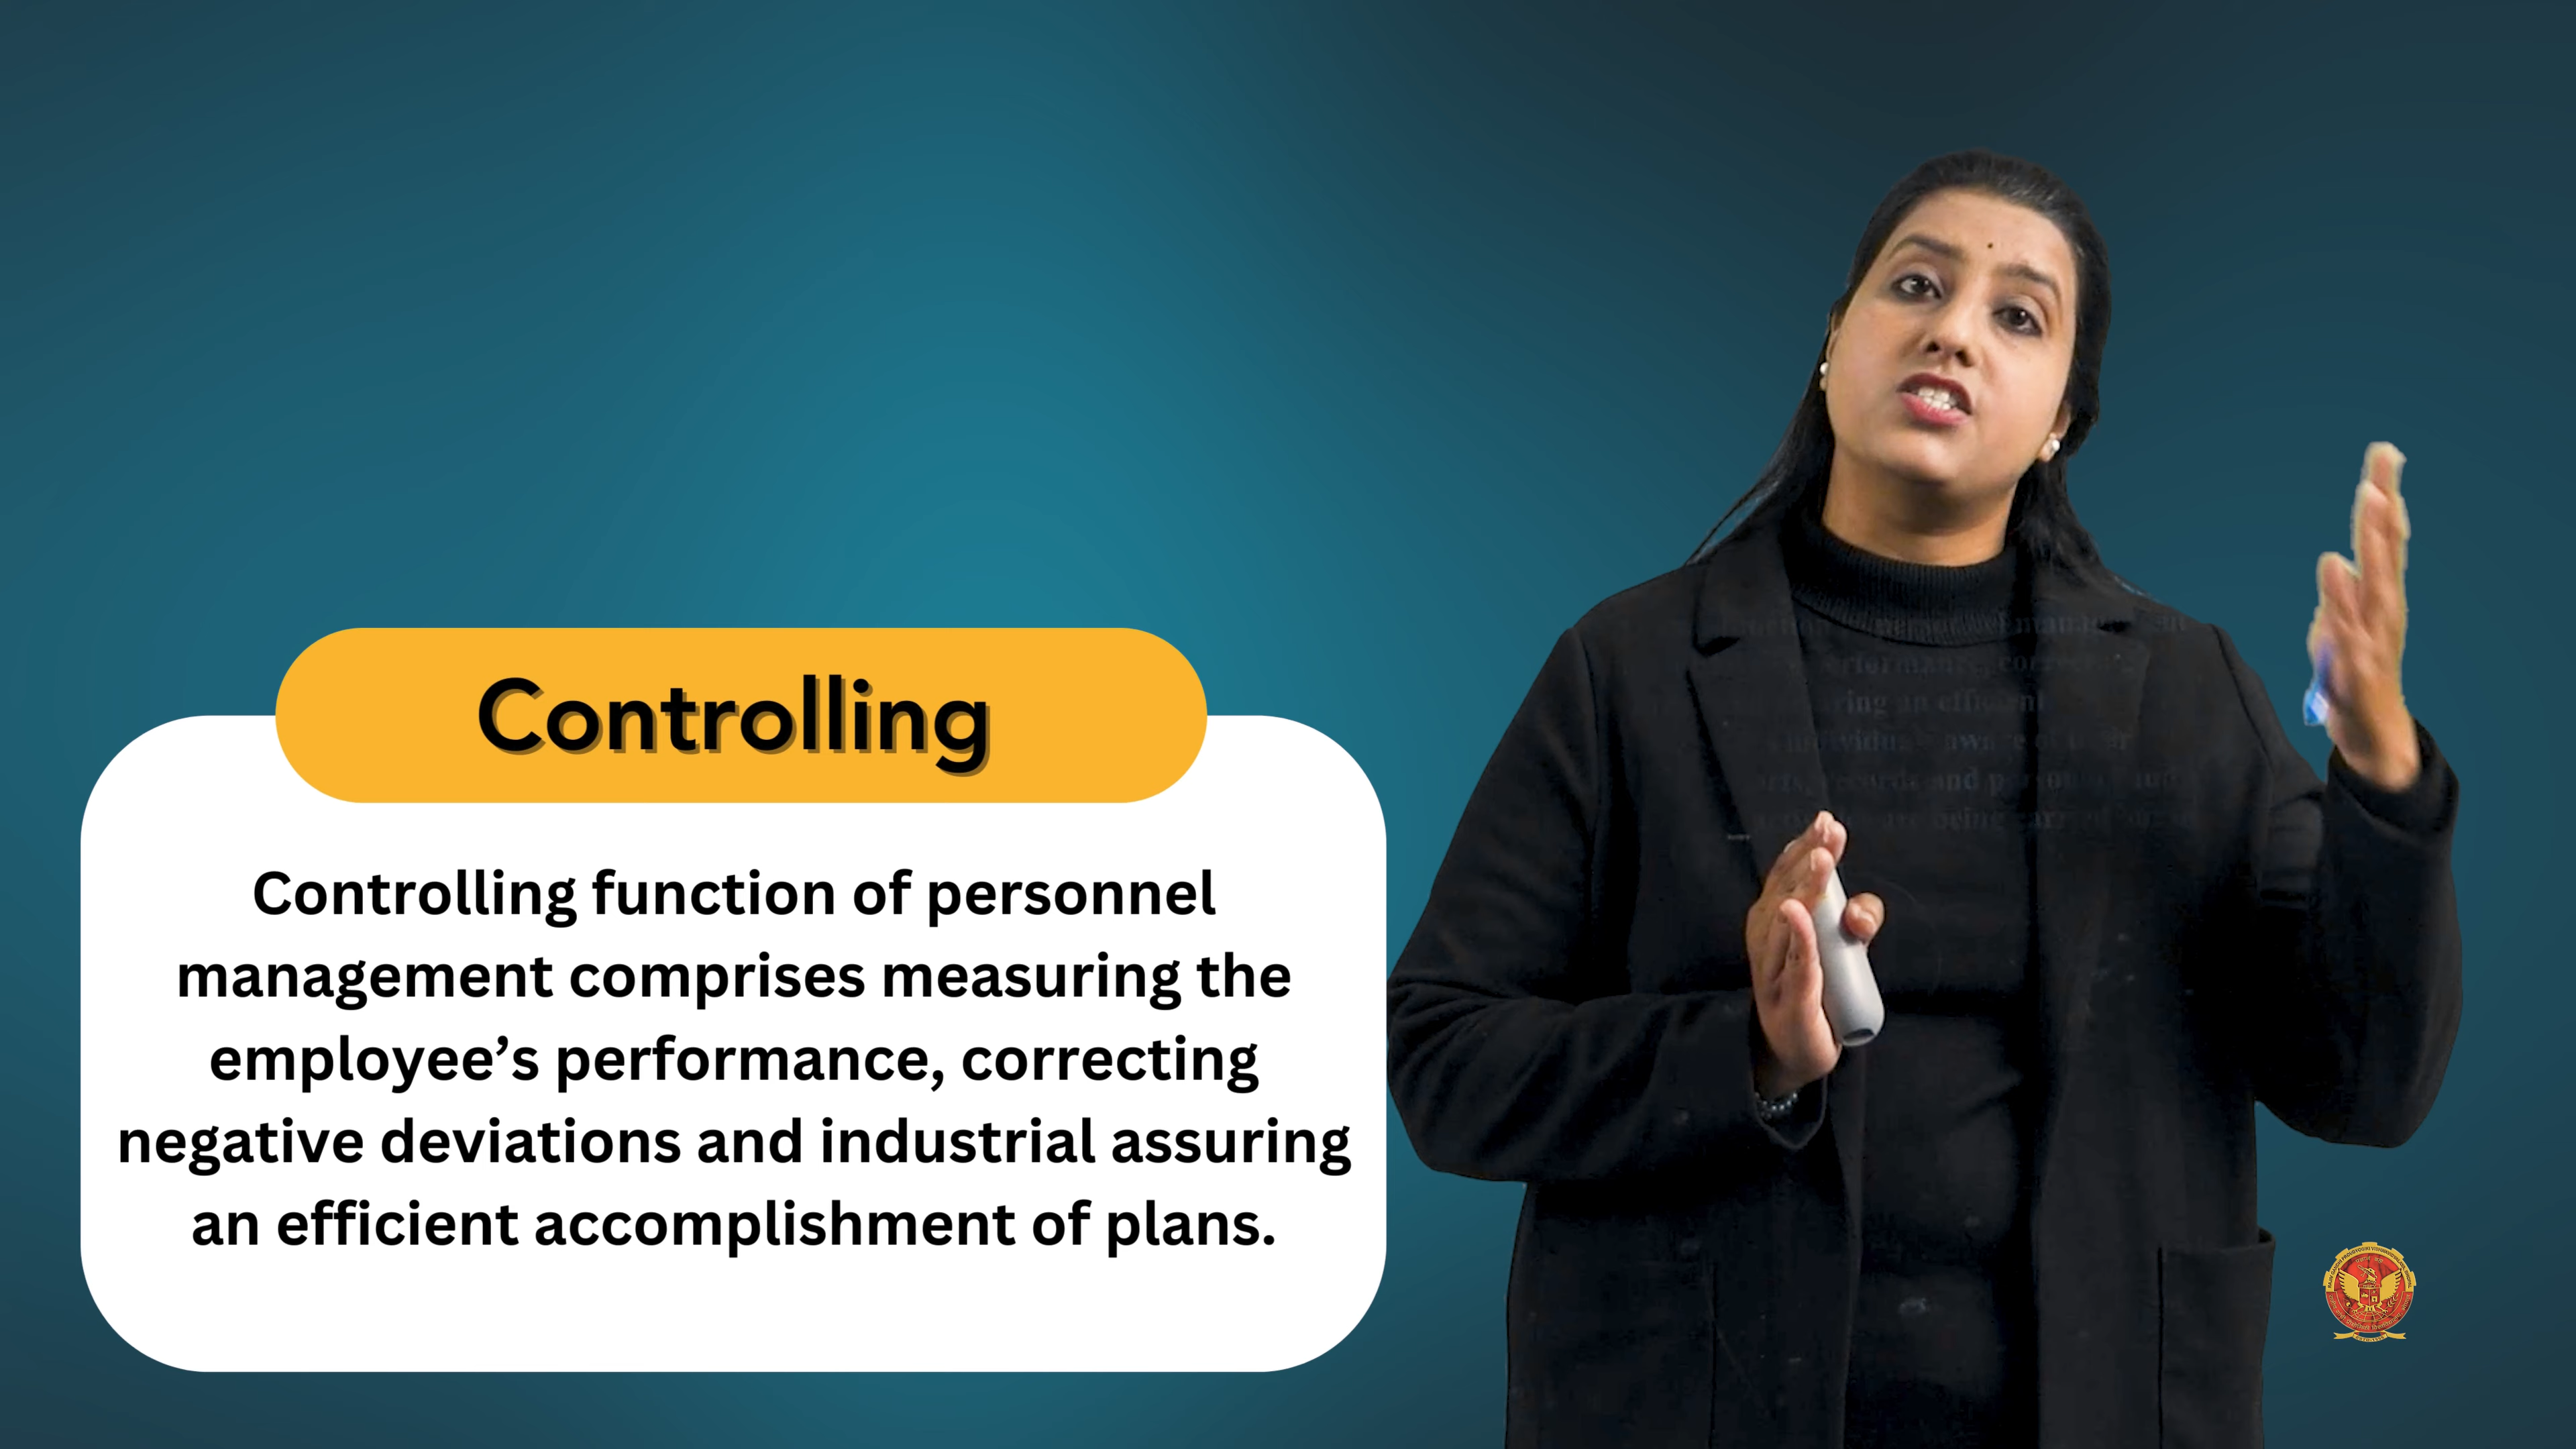 Controlling
Controlling function of personnel
management comprises measuring the
employee’s performance, correcting
negative deviations and industrial assuring
an efficient accomplishment of plans.